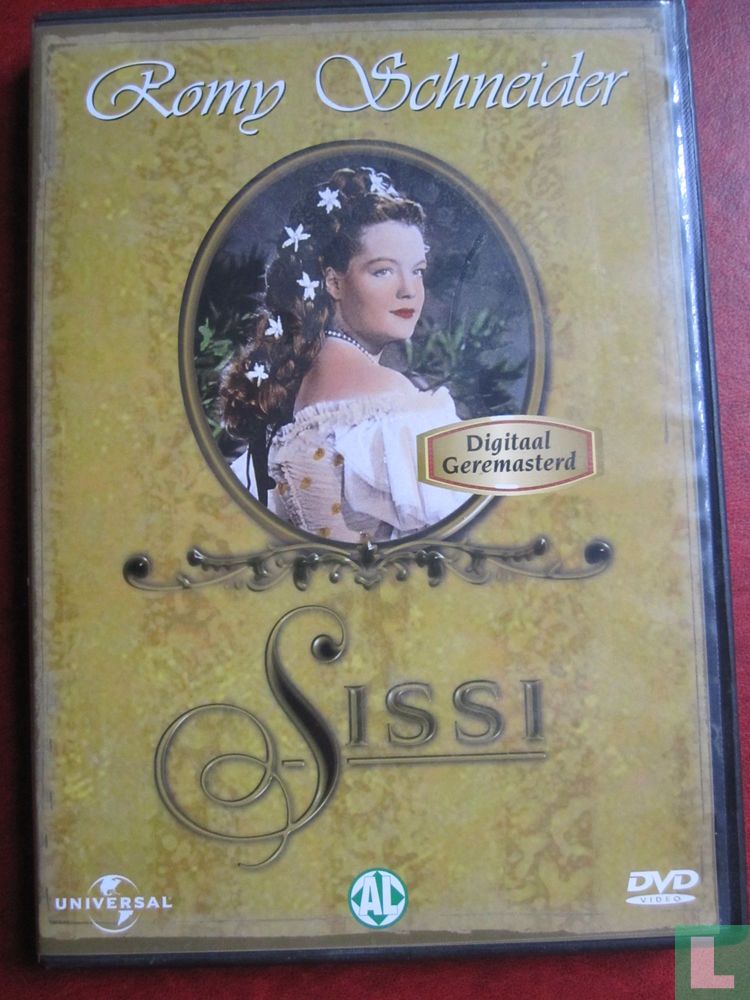 Romy Schneider
Digitaal
Geremasterd
SISSI
UNIVERSAL
AL
DVD
VIDEO
L